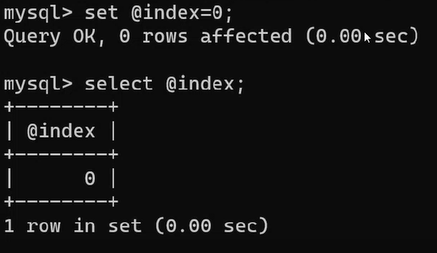 mysql> set @index=0;
Query OK, 0 rows affected (0.00 sec)
mysql> select @index;
+--------+
| @index |
+--------+
|      0 |
+--------+
1 row in set (0.00 sec)